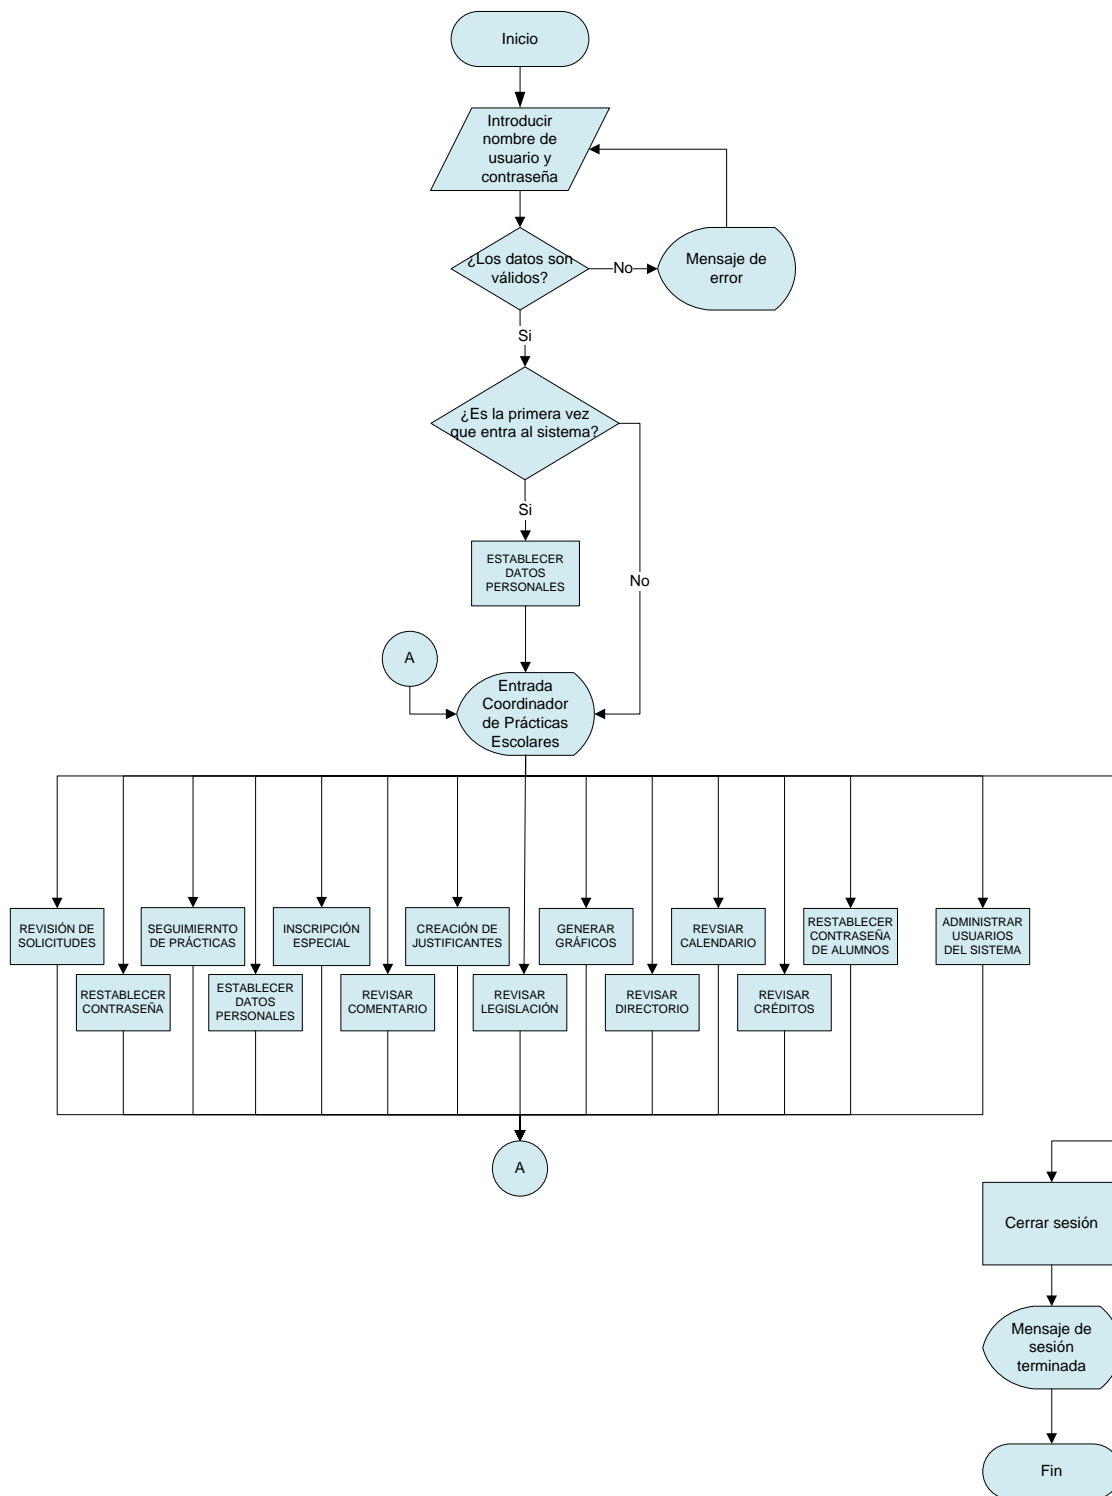 Inicio
Introducir
nombre de
usuario y
contraseña
¿Los datos son
válidos?
No
Mensaje de
error
Si
¿Es la primera vez
que entra al sistema?
Si
ESTABLECER
DATOS
PERSONALES
No
A
Entrada
Coordinador
de Prácticas
Escolares
REVISIÓN DE
SOLICITUDES
SEGUIMIERNTO
DE PRÁCTICAS
INSCRIPCIÓN
ESPECIAL
CREACIÓN DE
JUSTIFICANTES
GENERAR
GRÁFICOS
REVSIAR
CALENDARIO
RESTABLECER
CONTRASEÑA
DE ALUMNOS
ADMINISTRAR
USUARIOS
DEL SISTEMA
RESTABLECER
CONTRASEÑA
ESTABLECER
DATOS
PERSONALES
REVISAR
COMENTARIO
REVISAR
LEGISLACIÓN
REVISAR
DIRECTORIO
REVISAR
CRÉDITOS
A
Cerrar sesión
Mensaje de
sesión
terminada
Fin